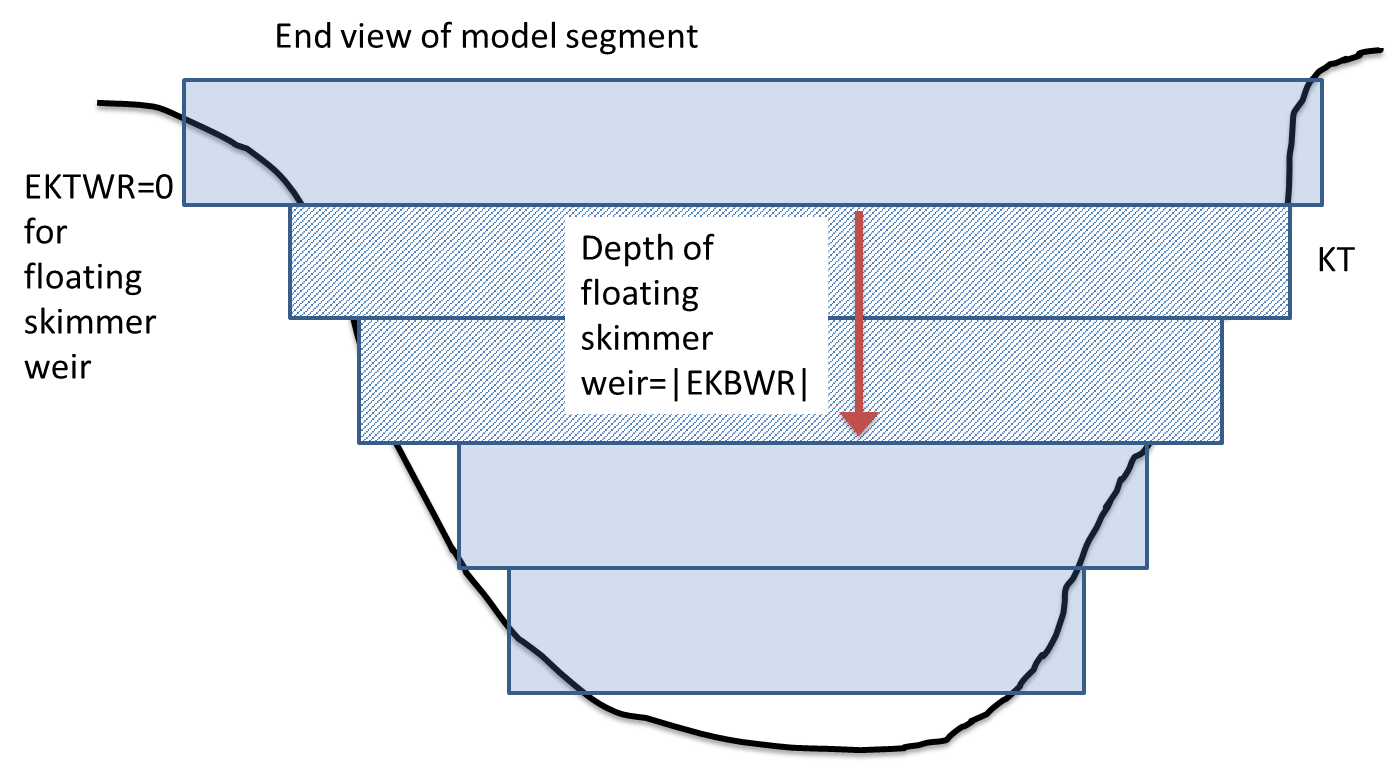 End view of model segment
EKTWR=0
for
floating
skimmer
weir
Depth of
floating
skimmer
weir=|EKBWR|
KT